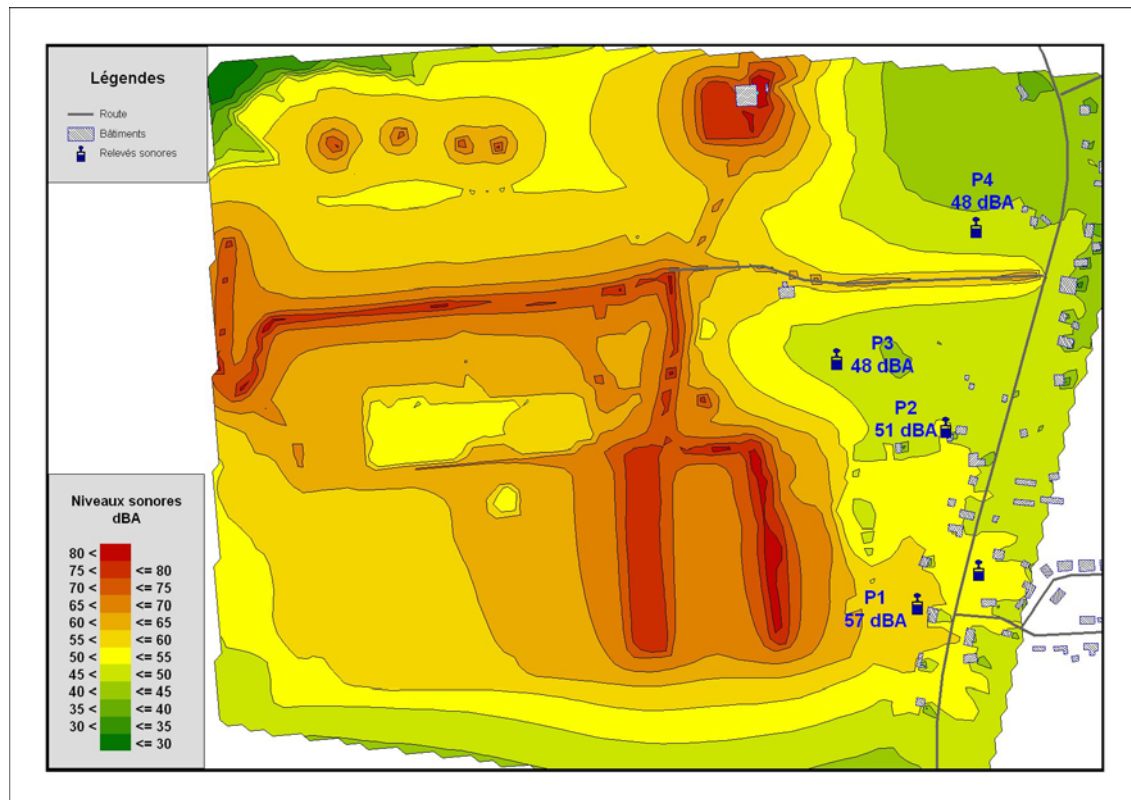 Légendes
Route
Bâtiments
Relevés sonores
P4
48 dBA
P3
48 dBA
P2
51 dBA
P1
57 dBA
Niveaux sonores
dBA
80 <
75 < <= 80
70 < <= 75
65 < <= 70
60 < <= 65
55 < <= 60
50 < <= 55
45 < <= 50
40 < <= 45
35 < <= 40
30 < <= 35
<= 30